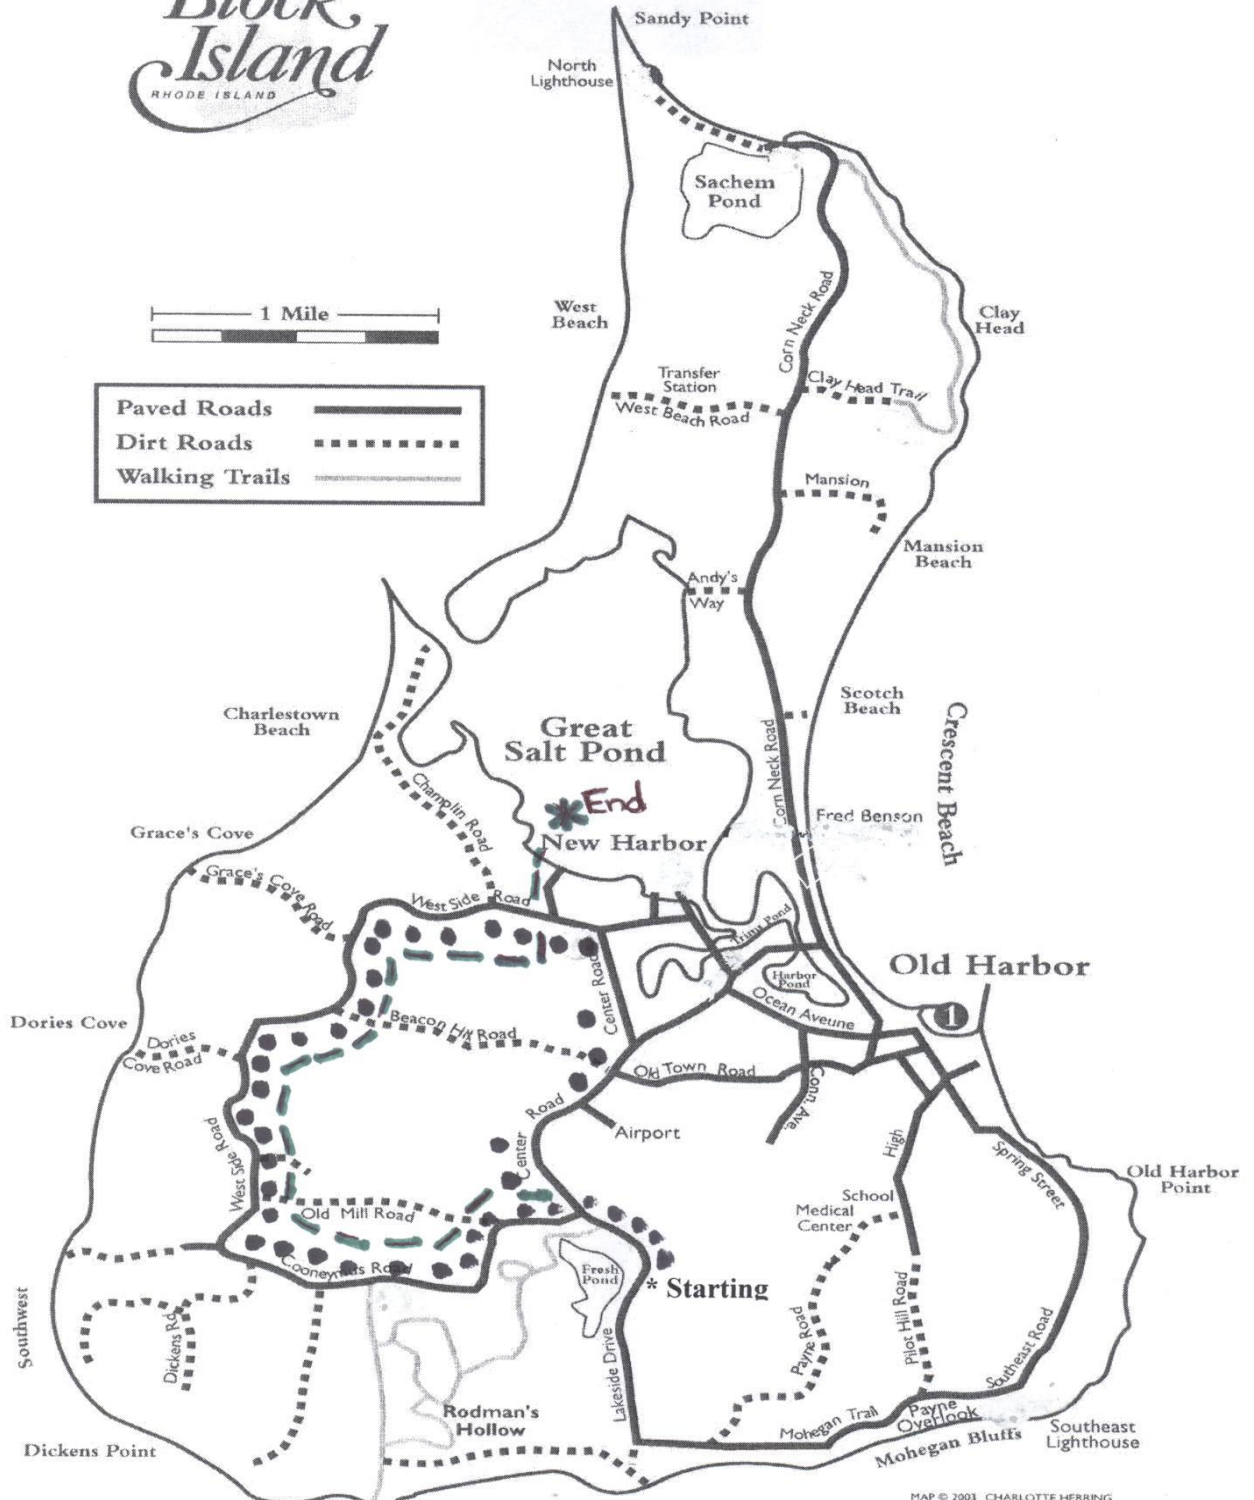 Block
Island
RHODE ISLAND
Sandy Point
North
Lighthouse
Sachem
Pond
1 Mile
West
Beach
Corn Neck Road
Clay
Head
Transfer
Station
West Beach Road
Clay Head Trail
Paved Roads
Dirt Roads
Walking Trails
Mansion
Mansion
Beach
Andy's
Way
Scotch
Beach
Charlestown
Beach
Great
Salt Pond
Crescent Beach
Corn Neck Road
Champlin Road
End
Fred Benson
Grace's Cove
New Harbor
Grace's Cove Road
West Side Road
Trims Pond
Old Harbor
Harbor
Pond
Center Road
Ocean Aveune
1
Dories Cove
Beacon Hill Road
Dories
Cove Road
Old Town Road
Conn. Ave.
Center Road
Airport
West Side Road
High
Spring Street
Old Harbor
Point
School
Medical
Center
Old Mill Road
Cooneymus Road
Fresh
Pond
* Starting
Southwest
Dickens Rd.
Lakeside Drive
Payne Road
Pilot Hill Road
Southeast Road
Rodman's
Hollow
Mohegan Trail
Payne
Overlook
Mohegan Bluffs
Southeast
Lighthouse
Dickens Point
MAP © 2003 CHARLOTTE HERRING